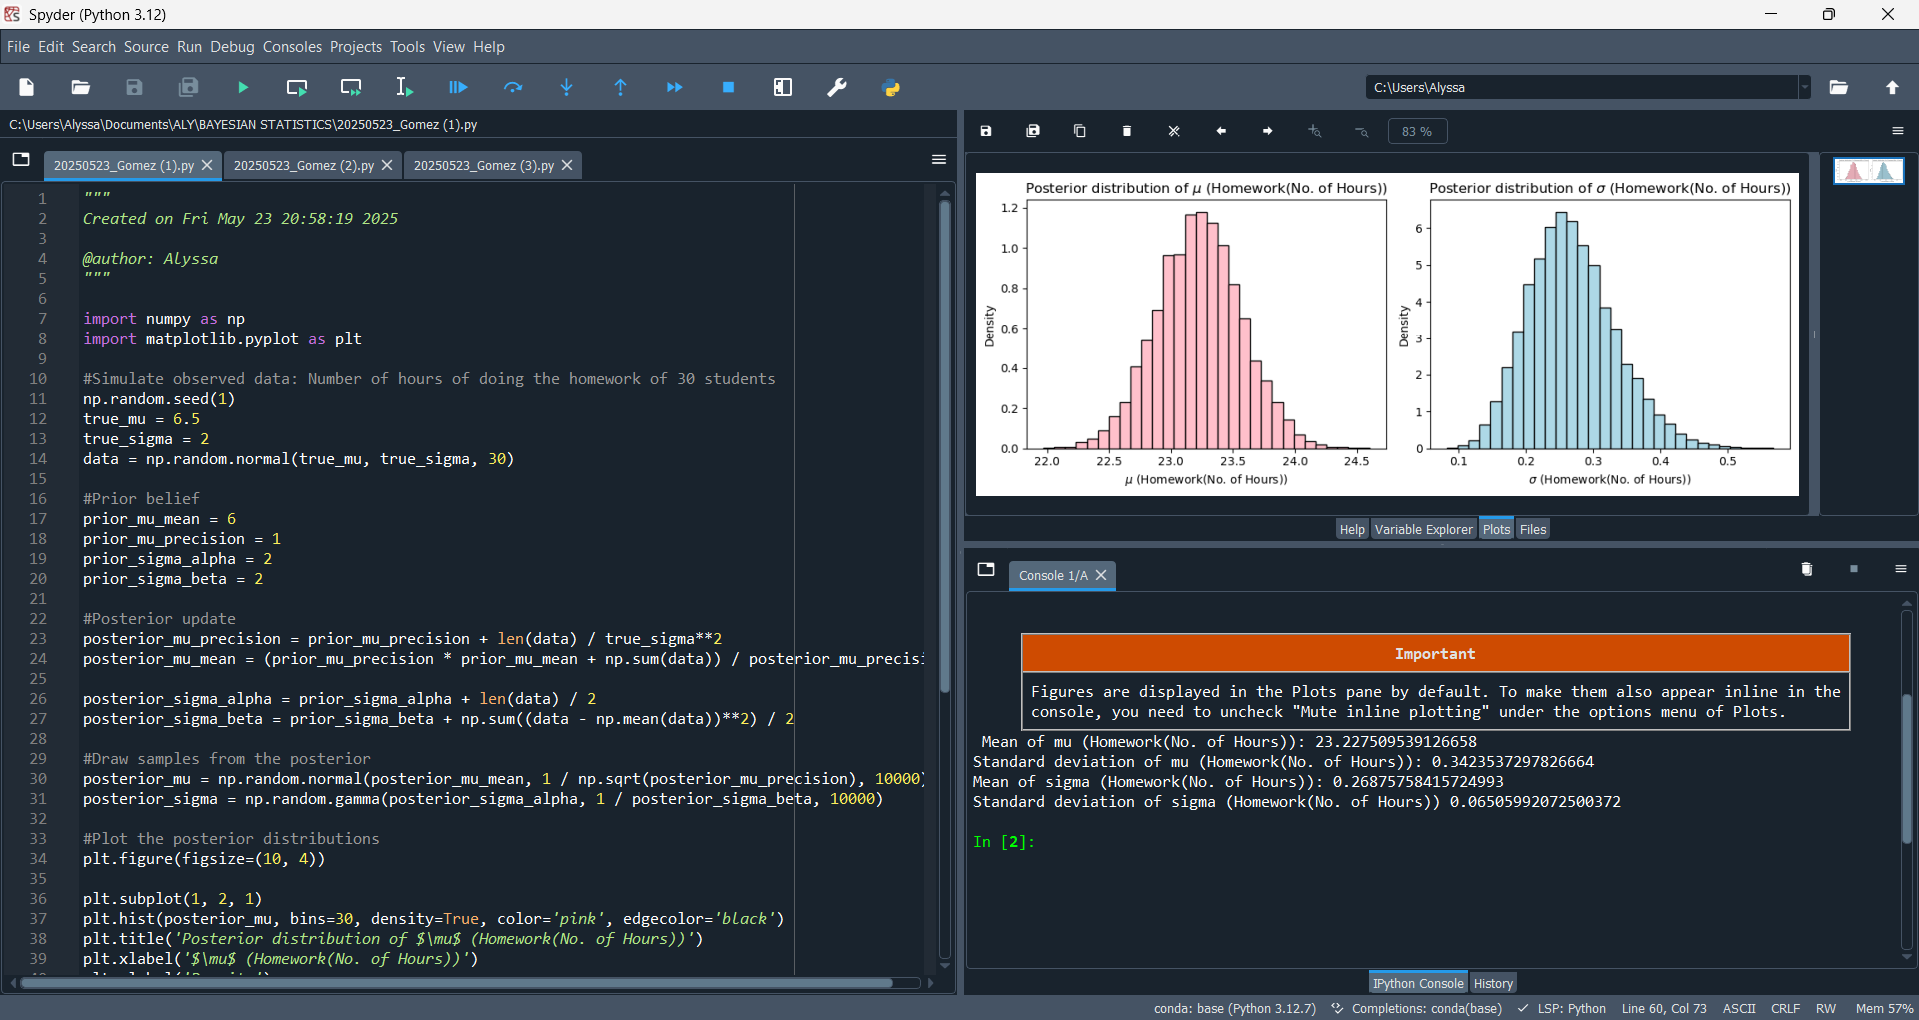 Spyder (Python 3.12)
File Edit Search Source Run Debug Consoles Projects Tools View Help
C:\Users\Alyssa
C:\Users\Alyssa\Documents\ALY\BAYESIAN STATISTICS\20250523_Gomez (1).py
20250523_Gomez (1).py 20250523_Gomez (2).py 20250523_Gomez (3).py
1 """
2 Created on Fri May 23 20:58:19 2025
3
4 @author: Alyssa
5 """
6
7 import numpy as np
8 import matplotlib.pyplot as plt
9
10 #Simulate observed data: Number of hours of doing the homework of 30 students
11 np.random.seed(1)
12 true_mu = 6.5
13 true_sigma = 2
14 data = np.random.normal(true_mu, true_sigma, 30)
15
16 #Prior belief
17 prior_mu_mean = 6
18 prior_mu_precision = 1
19 prior_sigma_alpha = 2
20 prior_sigma_beta = 2
21
22 #Posterior update
23 posterior_mu_precision = prior_mu_precision + len(data) / true_sigma**2
24 posterior_mu_mean = (prior_mu_precision * prior_mu_mean + np.sum(data)) / posterior_mu_precisi
25
26 posterior_sigma_alpha = prior_sigma_alpha + len(data) / 2
27 posterior_sigma_beta = prior_sigma_beta + np.sum((data - np.mean(data))**2) / 2
28
29 #Draw samples from the posterior
30 posterior_mu = np.random.normal(posterior_mu_mean, 1 / np.sqrt(posterior_mu_precision), 10000)
31 posterior_sigma = np.random.gamma(posterior_sigma_alpha, 1 / posterior_sigma_beta, 10000)
32
33 #Plot the posterior distributions
34 plt.figure(figsize=(10, 4))
35
36 plt.subplot(1, 2, 1)
37 plt.hist(posterior_mu, bins=30, density=True, color='pink', edgecolor='black')
38 plt.title('Posterior distribution of $\mu$ (Homework(No. of Hours))')
39 plt.xlabel('$\mu$ (Homework(No. of Hours))')
83 %
Posterior distribution of μ (Homework(No. of Hours))
1.2
1.0
0.8
0.6
0.4
0.2
0.0
Density
22.0 22.5 23.0 23.5 24.0 24.5
μ (Homework(No. of Hours))
Posterior distribution of σ (Homework(No. of Hours))
6
5
4
3
2
1
0
Density
0.1 0.2 0.3 0.4 0.5
σ (Homework(No. of Hours))
Help Variable Explorer Plots Files
Console 1/A
Important
Figures are displayed in the Plots pane by default. To make them also appear inline in the
console, you need to uncheck "Mute inline plotting" under the options menu of Plots.
Mean of mu (Homework(No. of Hours)): 23.227509539126658
Standard deviation of mu (Homework(No. of Hours)): 0.3423537297826664
Mean of sigma (Homework(No. of Hours)): 0.26875758415724993
Standard deviation of sigma (Homework(No. of Hours)) 0.06505992072500372
In [2]:
IPython Console History
conda: base (Python 3.12.7) Completions: conda(base) LSP: Python Line 60, Col 73 ASCII CRLF RW Mem 57%